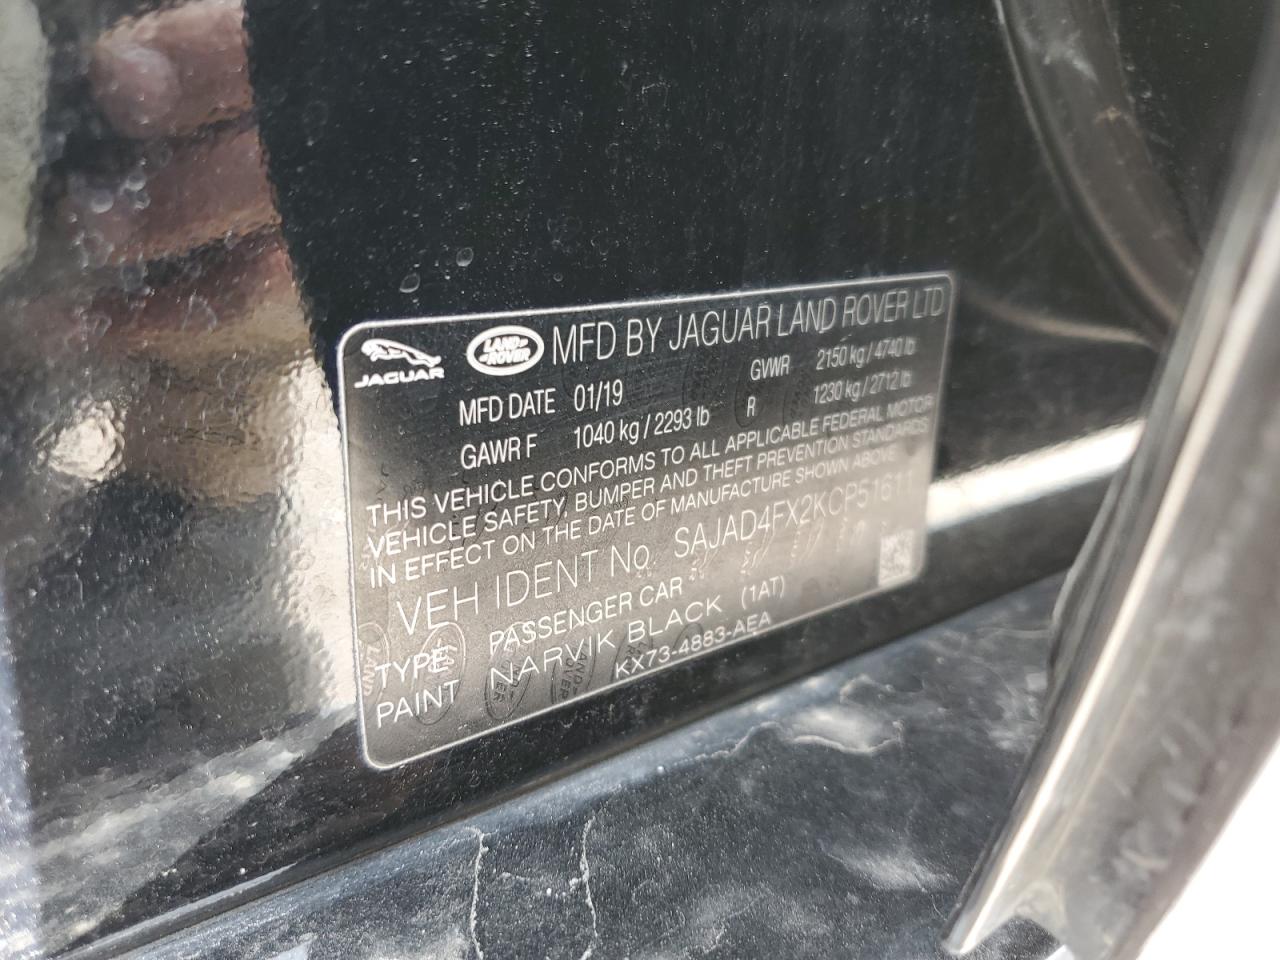 JAGUAR LAND ROVER MFD BY JAGUAR LAND ROVER LTD
MFD DATE 01/19 GVWR 2150 kg / 4740 lb
GAWR F 1040 kg / 2293 lb R 1230 kg / 2712 lb
THIS VEHICLE CONFORMS TO ALL APPLICABLE FEDERAL MOTOR
VEHICLE SAFETY, BUMPER AND THEFT PREVENTION STANDARDS
IN EFFECT ON THE DATE OF MANUFACTURE SHOWN ABOVE
VEH IDENT No SAJAD4FX2KCP51611
TYPE PASSENGER CAR
PAINT NARVIK BLACK (1AT)
KX73-4883-AEA